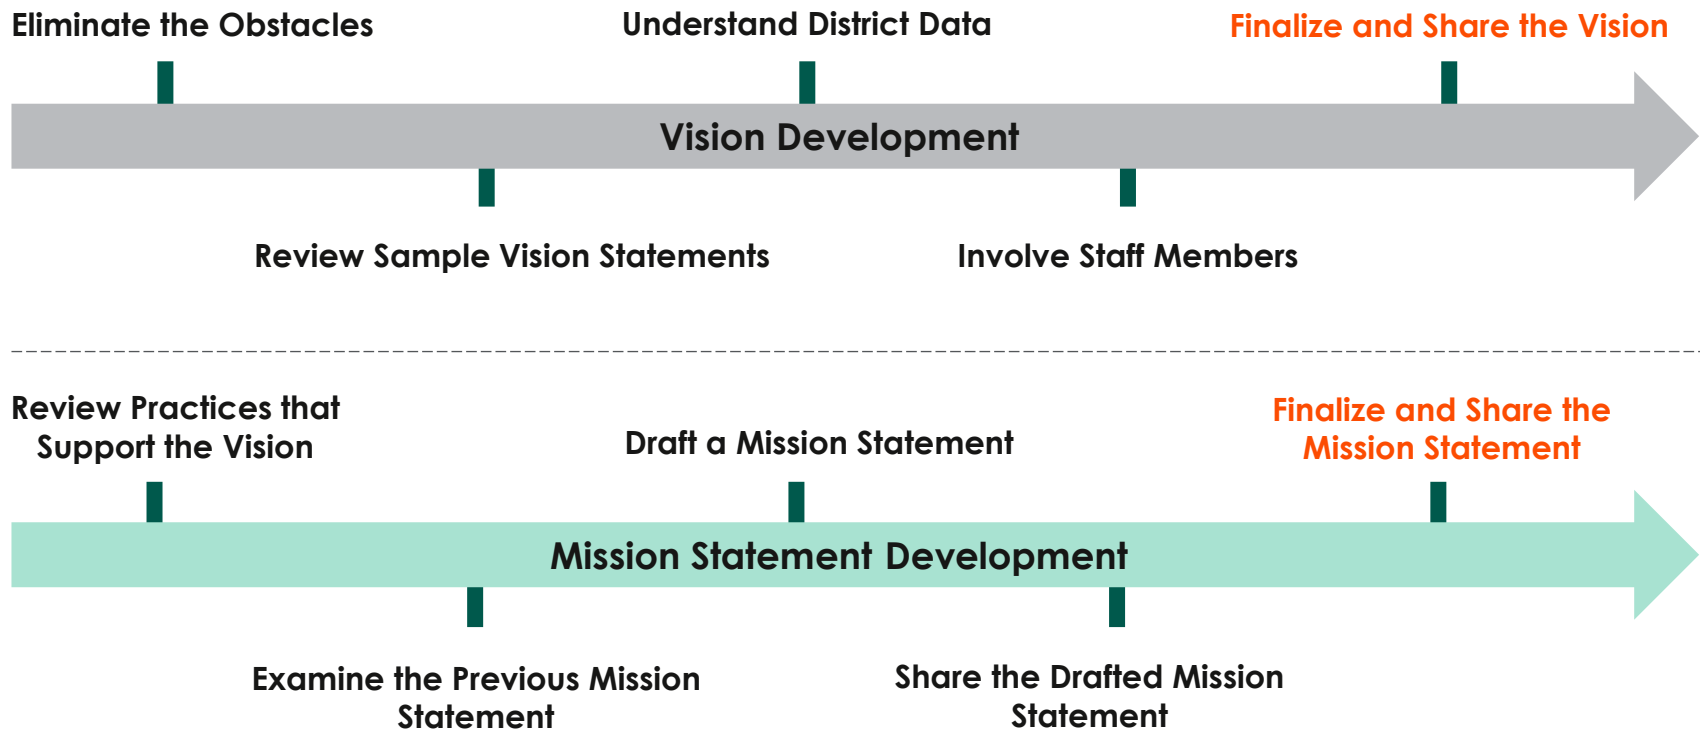 Eliminate the Obstacles
Understand District Data
Finalize and Share the Vision
Vision Development
Review Sample Vision Statements
Involve Staff Members
Review Practices that
Support the Vision
Draft a Mission Statement
Finalize and Share the
Mission Statement
Mission Statement Development
Examine the Previous Mission
Statement
Share the Drafted Mission
Statement